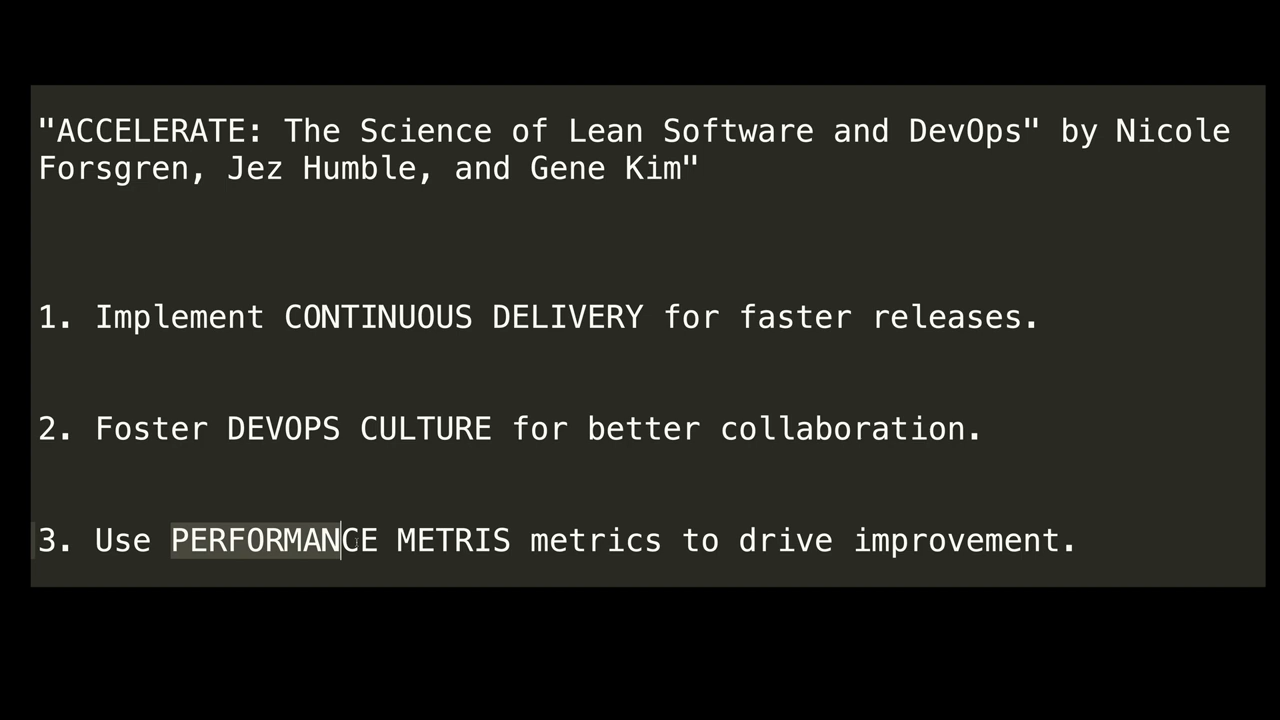 "ACCELERATE: The Science of Lean Software and DevOps" by Nicole
Forsgren, Jez Humble, and Gene Kim"
1. Implement CONTINUOUS DELIVERY for faster releases.
2. Foster DEVOPS CULTURE for better collaboration.
3. Use PERFORMANCE METRIS metrics to drive improvement.